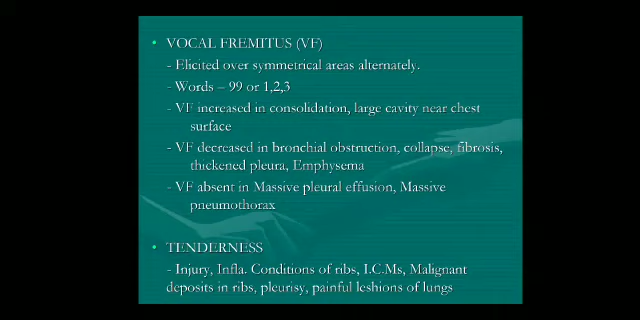 • VOCAL FREMITUS (VF)
- Elicited over symmetrical areas alternately.
- Words – 99 or 1,2,3
- VF increased in consolidation, large cavity near chest
surface
- VF decreased in bronchial obstruction, collapse, fibrosis,
thickened pleura, Emphysema
- VF absent in Massive pleural effusion, Massive
pneumothorax
• TENDERNESS
- Injury, Infla. Conditions of ribs, I.C.Ms, Malignant
deposits in ribs, pleurisy, painful leshions of lungs